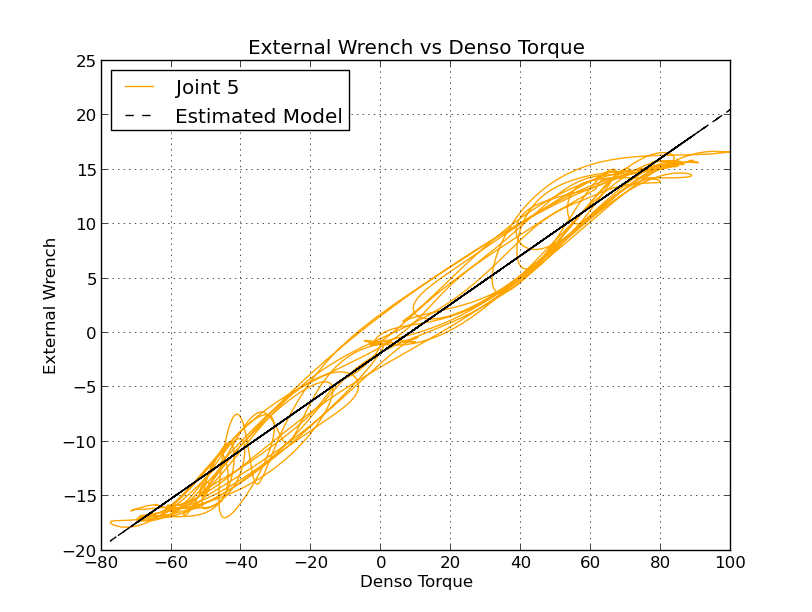 External Wrench vs Denso Torque
Joint 5
Estimated Model
External Wrench
25
20
15
10
5
0
−5
−10
−15
−20
−80 −60 −40 −20 0 20 40 60 80 100
Denso Torque